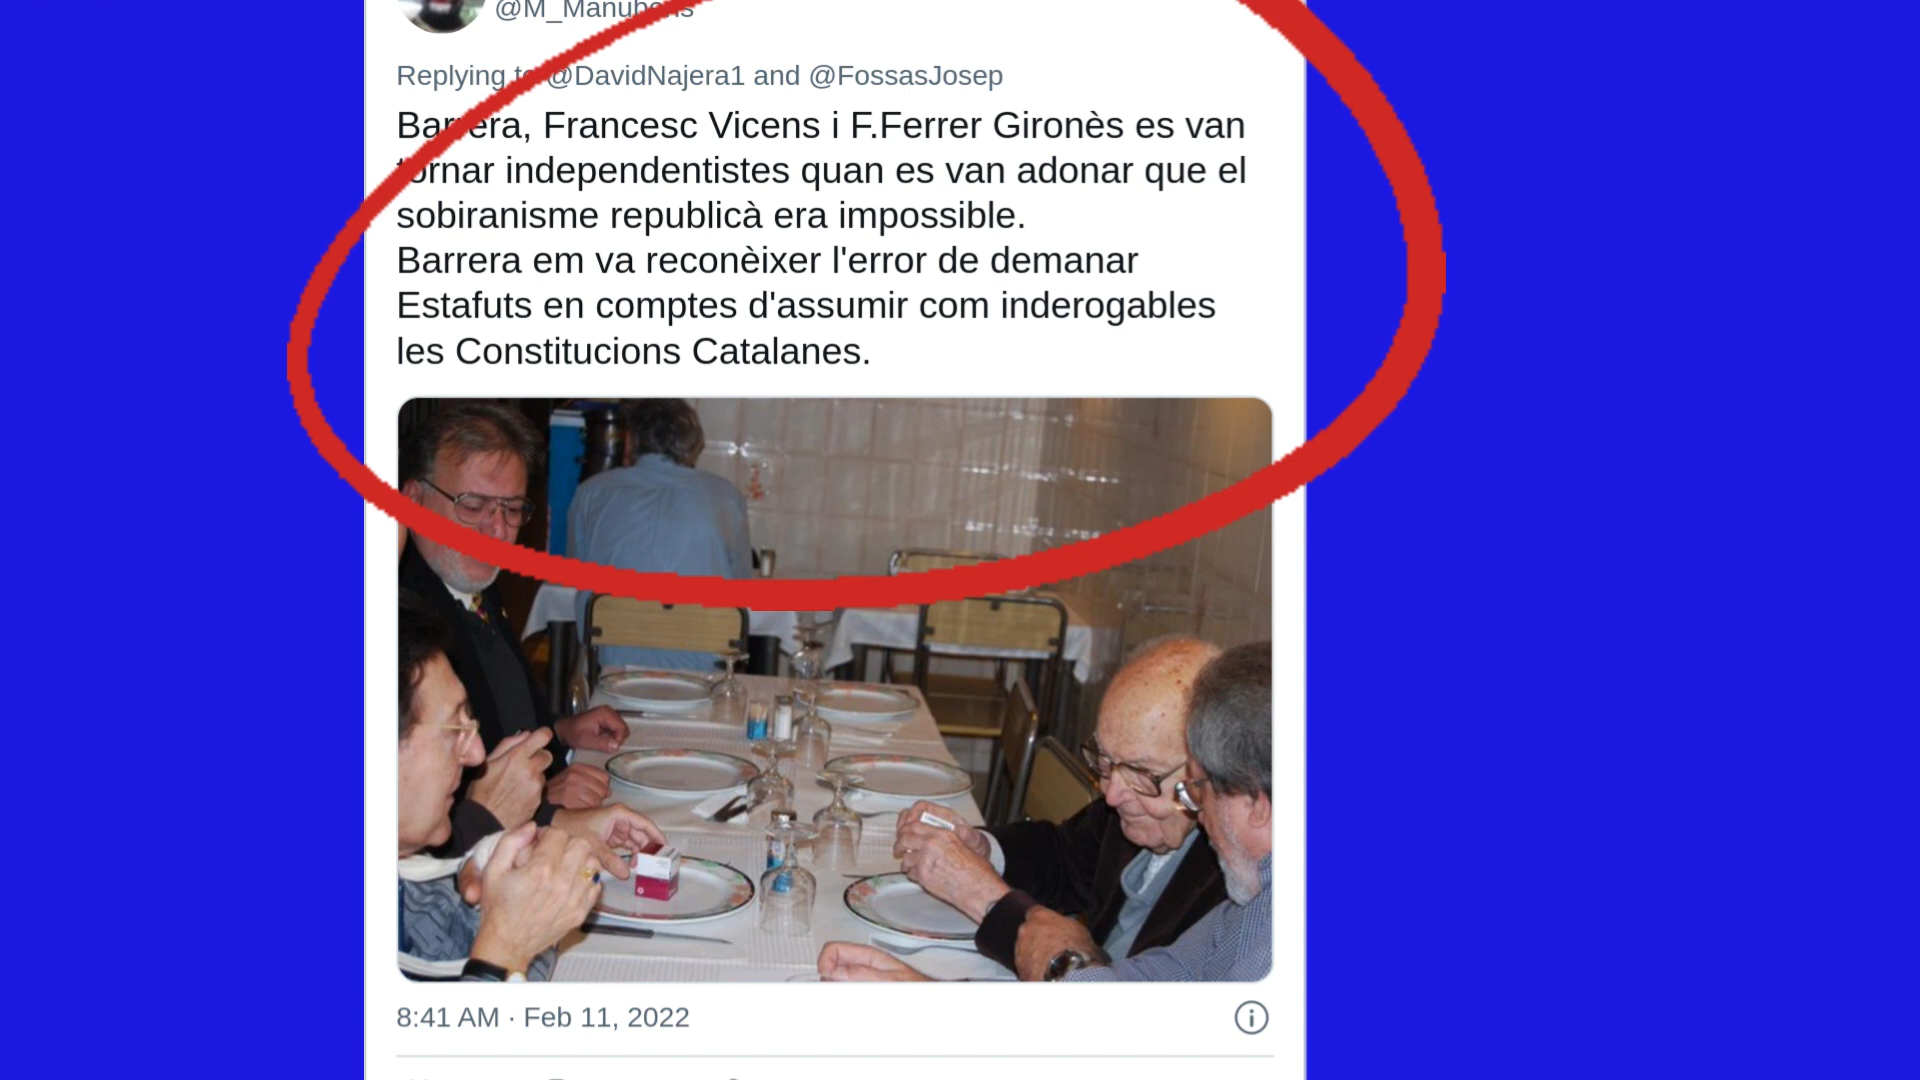 @M_Manubens
Replying to @DavidNajera1 and @FossasJosep
Barrera, Francesc Vicens i F.Ferrer Gironès es van
tornar independentistes quan es van adonar que el
sobiranisme republicà era impossible.
Barrera em va reconèixer l'error de demanar
Estafuts en comptes d'assumir com inderogables
les Constitucions Catalanes.
8:41 AM · Feb 11, 2022